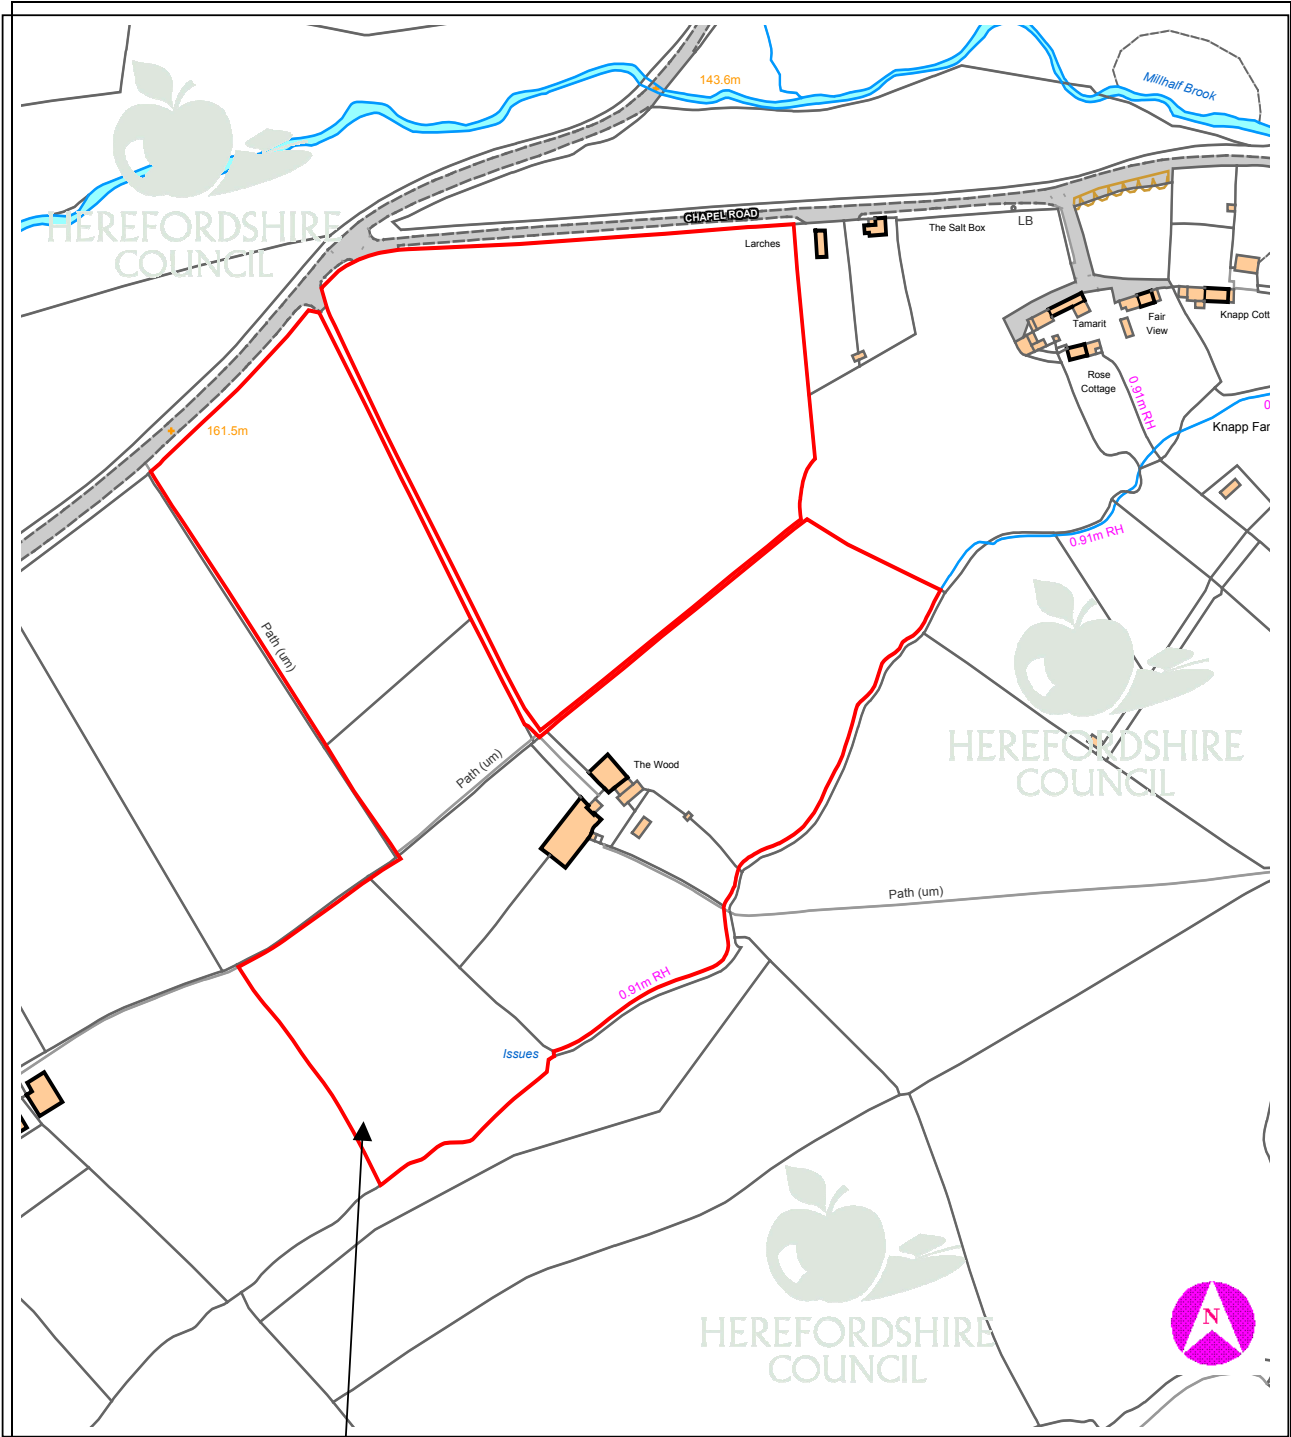 143.6m
Millhalf Brook
HEREFORDSHIRE
COUNCIL
CHAPEL ROAD
Larches
The Salt Box
LB
Tamarit
Fair
View
Knapp Cott
Rose
Cottage
0.91m RH
0
Knapp Far
161.5m
0.91m RH
Path (um)
HEREFORDSHIRE
COUNCIL
Path (um)
The Wood
Path (um)
0.91m RH
Issues
HEREFORDSHIRE
COUNCIL
N